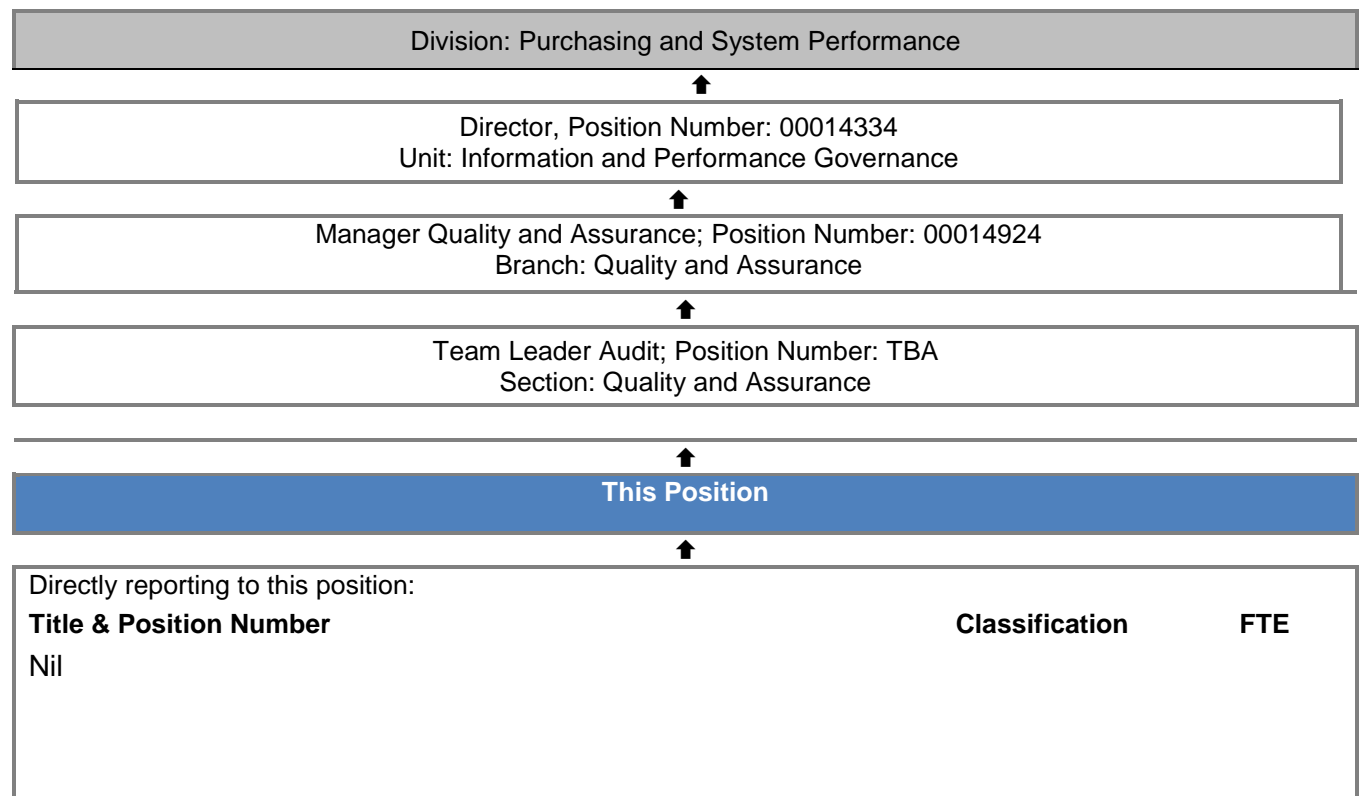 Division: Purchasing and System Performance
Director, Position Number: 00014334
Unit: Information and Performance Governance
Manager Quality and Assurance; Position Number: 00014924
Branch: Quality and Assurance
Team Leader Audit; Position Number: TBA
Section: Quality and Assurance
This Position
Directly reporting to this position:
Title & Position Number Classification FTE
Nil